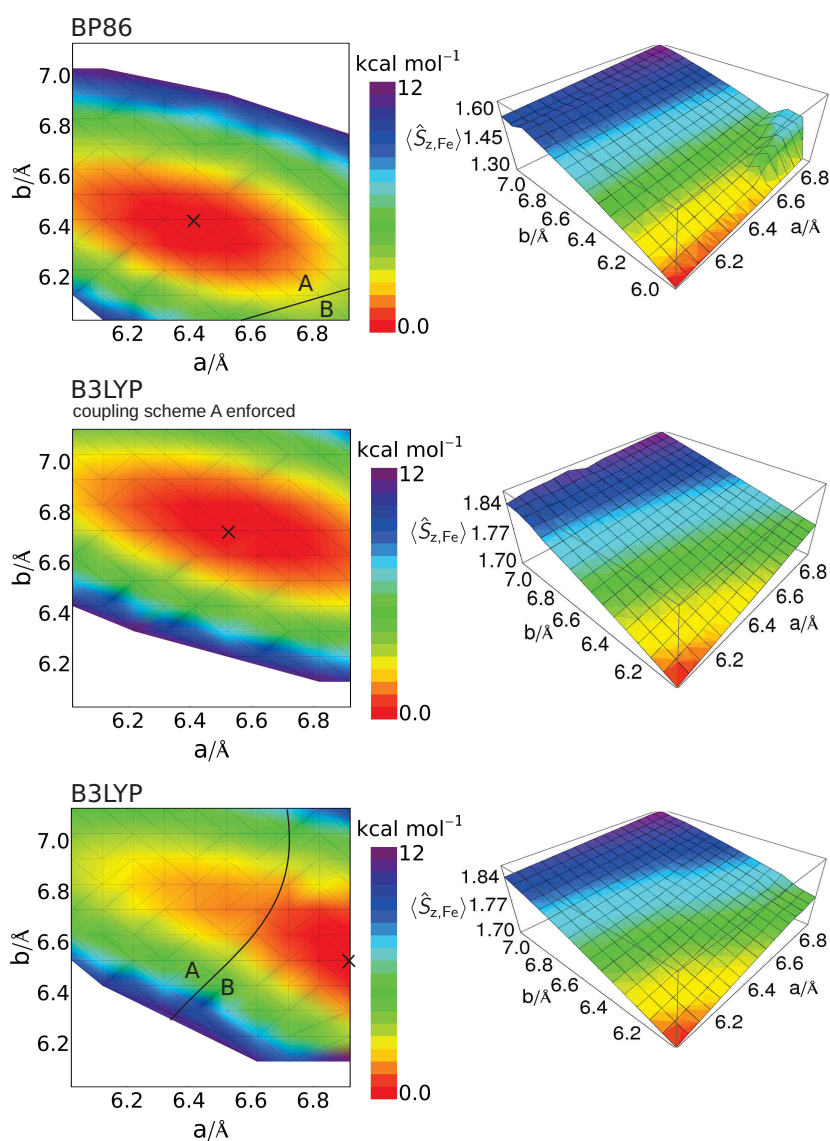 BP86
kcal mol⁻¹
12
0.0
7.0
6.8
6.6
6.4
6.2
b/Å
6.2 6.4 6.6 6.8
a/Å
A
B
⟨Ŝz,Fe⟩
1.60
1.45
1.30
7.0
6.8
6.6
6.4
6.2
6.0
b/Å
6.2
6.4
6.8
a/Å
B3LYP
coupling scheme A enforced
kcal mol⁻¹
12
0.0
7.0
6.8
6.6
6.4
6.2
b/Å
6.2 6.4 6.6 6.8
a/Å
⟨Ŝz,Fe⟩
1.84
1.77
1.70
7.0
6.8
6.6
6.4
6.2
b/Å
6.2
6.4
6.6
6.8
a/Å
B3LYP
kcal mol⁻¹
12
0.0
7.0
6.8
6.6
6.4
6.2
b/Å
6.2 6.4 6.6 6.8
a/Å
A
B
⟨Ŝz,Fe⟩
1.84
1.77
1.70
7.0
6.8
6.6
6.4
6.2
b/Å
6.2
6.4
6.6
6.8
a/Å